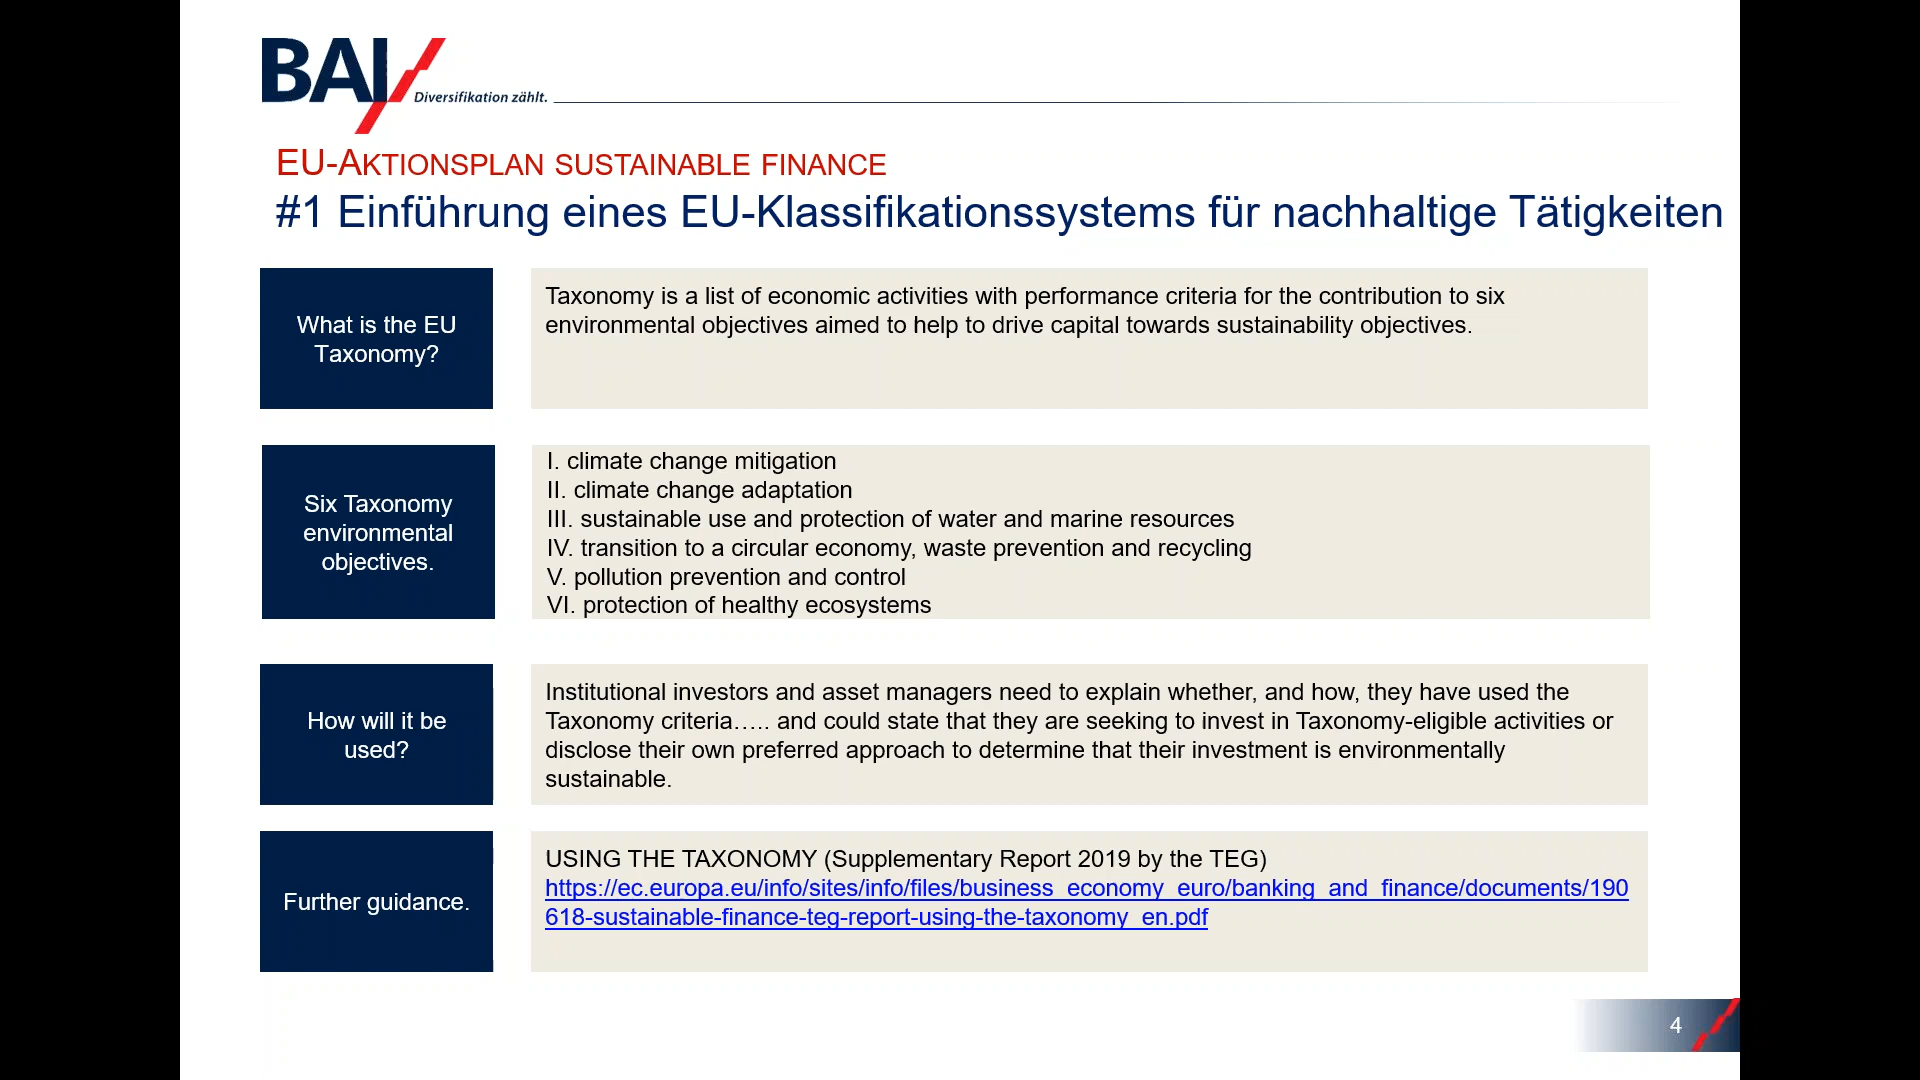 BAI
Diversifikation zählt.
EU-AKTIONSPLAN SUSTAINABLE FINANCE
#1 Einführung eines EU-Klassifikationssystems für nachhaltige Tätigkeiten
What is the EU
Taxonomy?
Taxonomy is a list of economic activities with performance criteria for the contribution to six
environmental objectives aimed to help to drive capital towards sustainability objectives.
Six Taxonomy
environmental
objectives.
I. climate change mitigation
II. climate change adaptation
III. sustainable use and protection of water and marine resources
IV. transition to a circular economy, waste prevention and recycling
V. pollution prevention and control
VI. protection of healthy ecosystems
How will it be
used?
Institutional investors and asset managers need to explain whether, and how, they have used the
Taxonomy criteria….. and could state that they are seeking to invest in Taxonomy-eligible activities or
disclose their own preferred approach to determine that their investment is environmentally
sustainable.
Further guidance.
USING THE TAXONOMY (Supplementary Report 2019 by the TEG)
https://ec.europa.eu/info/sites/info/files/business_economy_euro/banking_and_finance/documents/190
618-sustainable-finance-teg-report-using-the-taxonomy_en.pdf
4